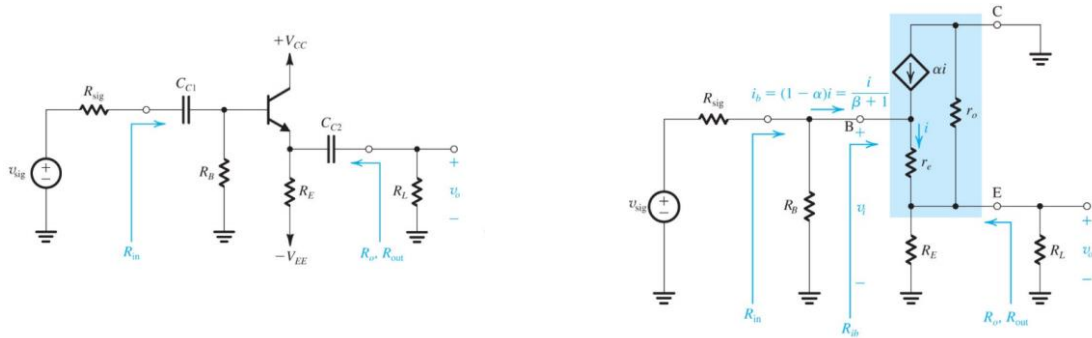 +V_CC
C_C1
R_sig
C_C2
v_sig
+
−
R_B
R_E
R_L
+
v_o
−
R_in
−V_EE
R_o, R_out
C
αi
i_b = (1 − α)i = i/(β + 1)
R_sig
r_o
B
+
i
r_e
E
v_sig
+
−
R_B
v_i
R_E
R_L
+
−
−
R_in
R_ib
R_o, R_out